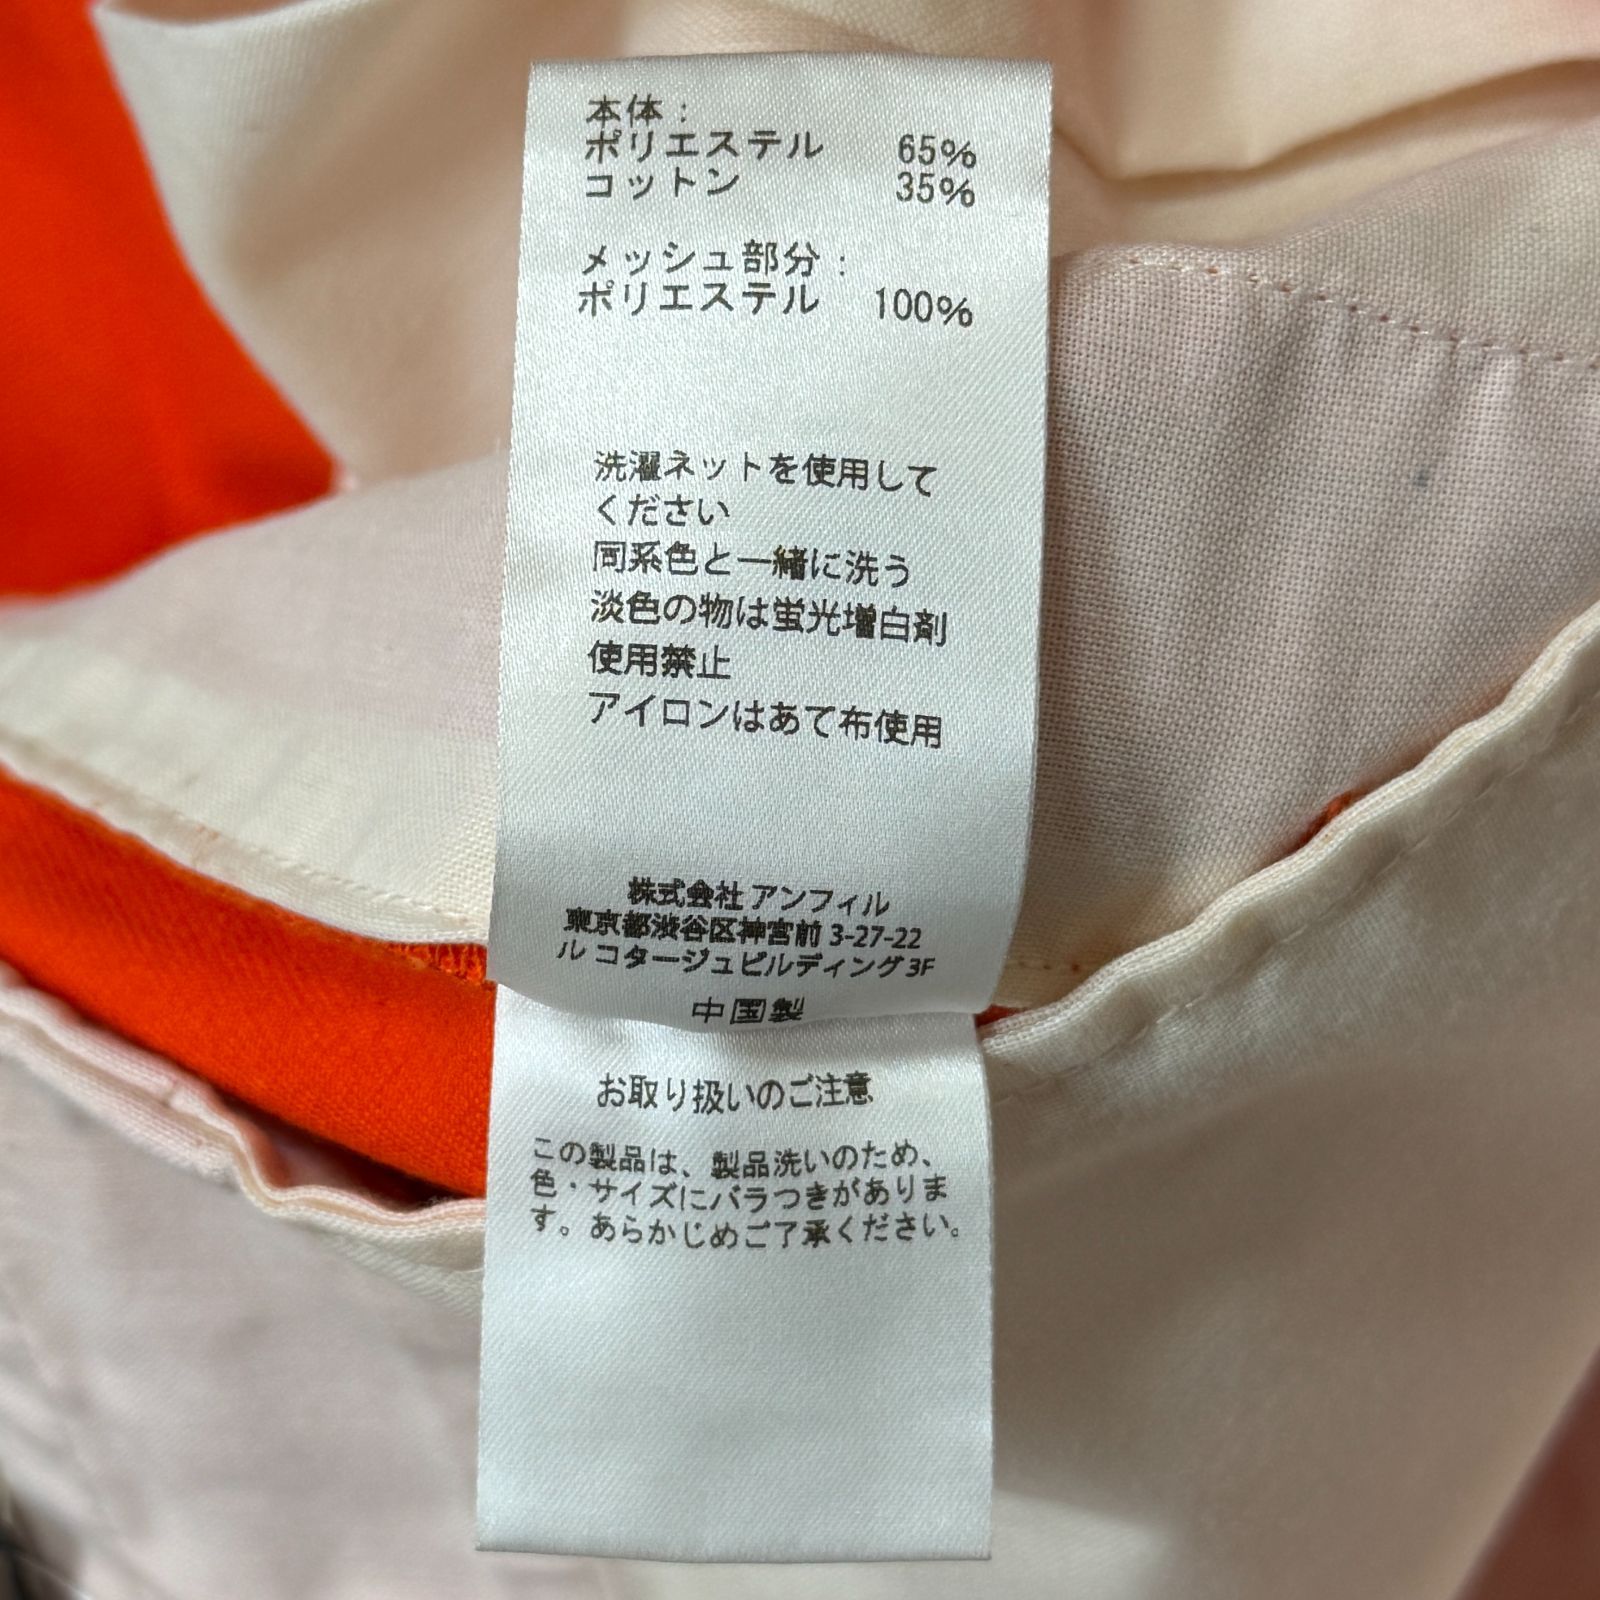 本体：
ポリエステル 65%
コットン 35%
メッシュ部分：
ポリエステル 100%
洗濯ネットを使用して
ください
同系色と一緒に洗う
淡色の物は蛍光増白剤
使用禁止
アイロンはあて布使用
株式会社 アンフィル
東京都渋谷区神宮前 3-27-22
ル コタージュビルディング 3F
中国製
お取り扱いのご注意
この製品は、製品洗いのため、
色・サイズにバラつきがありま
す。あらかじめご了承ください。